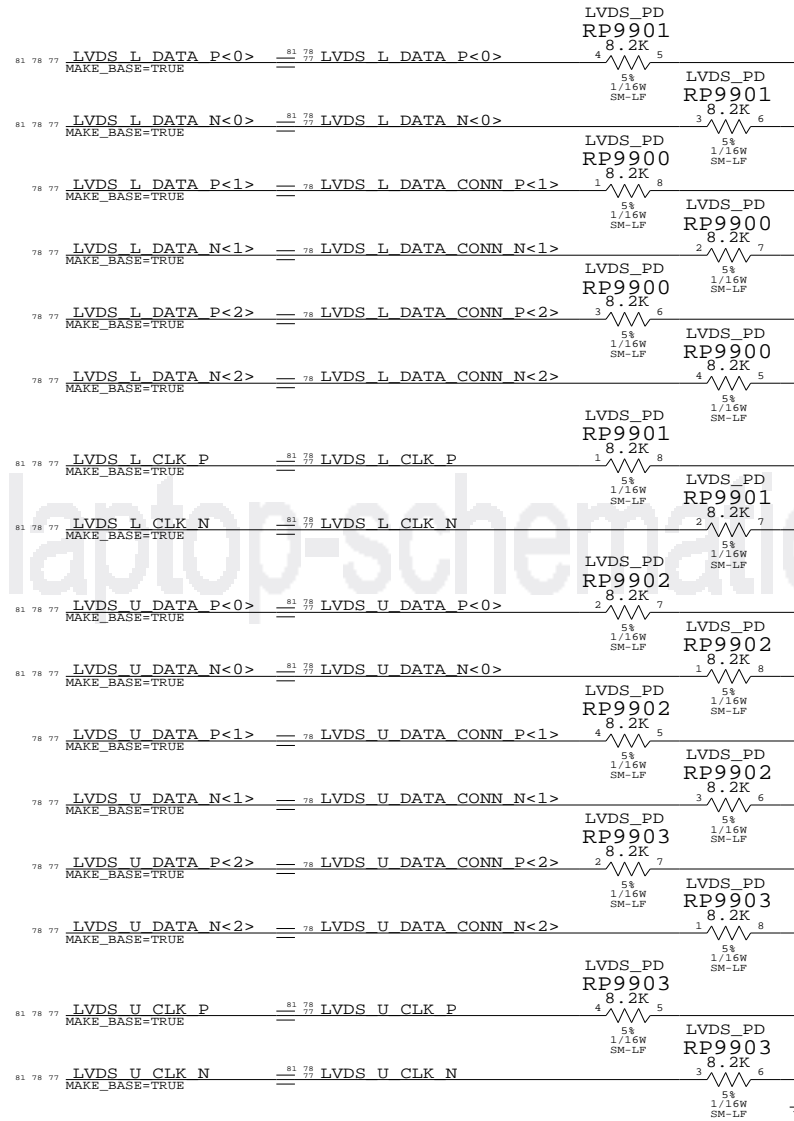 LVDS_PD
RP9901
8.2K
81 78 77 LVDS_L_DATA_P<0> 81 78 77 LVDS_L_DATA_P<0> 4 5
MAKE_BASE=TRUE
5%
1/16W
SM-LF
LVDS_PD
RP9901
8.2K
81 78 77 LVDS_L_DATA_N<0> 81 78 77 LVDS_L_DATA_N<0> 3 6
MAKE_BASE=TRUE
5%
1/16W
SM-LF
LVDS_PD
RP9900
8.2K
78 77 LVDS_L_DATA_P<1> 78 LVDS_L_DATA_CONN_P<1> 1 8
MAKE_BASE=TRUE
5%
1/16W
SM-LF
LVDS_PD
RP9900
8.2K
78 77 LVDS_L_DATA_N<1> 78 LVDS_L_DATA_CONN_N<1> 2 7
MAKE_BASE=TRUE
5%
1/16W
SM-LF
LVDS_PD
RP9900
8.2K
78 77 LVDS_L_DATA_P<2> 78 LVDS_L_DATA_CONN_P<2> 3 6
MAKE_BASE=TRUE
5%
1/16W
SM-LF
LVDS_PD
RP9900
8.2K
78 77 LVDS_L_DATA_N<2> 78 LVDS_L_DATA_CONN_N<2> 4 5
MAKE_BASE=TRUE
5%
1/16W
SM-LF
LVDS_PD
RP9901
8.2K
81 78 77 LVDS_L_CLK_P 81 78 77 LVDS_L_CLK_P 1 8
MAKE_BASE=TRUE
5%
1/16W
SM-LF
LVDS_PD
RP9901
8.2K
81 78 77 LVDS_L_CLK_N 81 78 77 LVDS_L_CLK_N 2 7
MAKE_BASE=TRUE
5%
1/16W
SM-LF
laptop-schematic
LVDS_PD
RP9902
8.2K
81 78 77 LVDS_U_DATA_P<0> 81 78 77 LVDS_U_DATA_P<0> 2 7
MAKE_BASE=TRUE
5%
1/16W
SM-LF
LVDS_PD
RP9902
8.2K
81 78 77 LVDS_U_DATA_N<0> 81 78 77 LVDS_U_DATA_N<0> 1 8
MAKE_BASE=TRUE
5%
1/16W
SM-LF
LVDS_PD
RP9902
8.2K
78 77 LVDS_U_DATA_P<1> 78 LVDS_U_DATA_CONN_P<1> 4 5
MAKE_BASE=TRUE
5%
1/16W
SM-LF
LVDS_PD
RP9902
8.2K
78 77 LVDS_U_DATA_N<1> 78 LVDS_U_DATA_CONN_N<1> 3 6
MAKE_BASE=TRUE
5%
1/16W
SM-LF
LVDS_PD
RP9903
8.2K
78 77 LVDS_U_DATA_P<2> 78 LVDS_U_DATA_CONN_P<2> 2 7
MAKE_BASE=TRUE
5%
1/16W
SM-LF
LVDS_PD
RP9903
8.2K
78 77 LVDS_U_DATA_N<2> 78 LVDS_U_DATA_CONN_N<2> 1 8
MAKE_BASE=TRUE
5%
1/16W
SM-LF
LVDS_PD
RP9903
8.2K
81 78 77 LVDS_U_CLK_P 81 78 77 LVDS_U_CLK_P 4 5
MAKE_BASE=TRUE
5%
1/16W
SM-LF
LVDS_PD
RP9903
8.2K
81 78 77 LVDS_U_CLK_N 81 78 77 LVDS_U_CLK_N 3 6
MAKE_BASE=TRUE
5%
1/16W
SM-LF